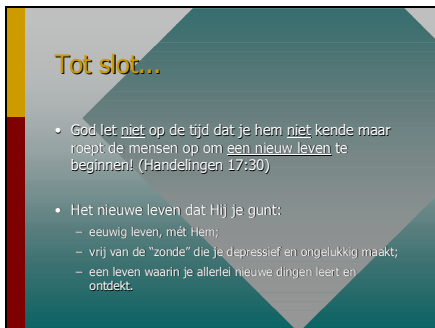 Tot slot...
• God let niet op de tijd dat je hem niet kende maar
roept de mensen op om een nieuw leven te
beginnen! (Handelingen 17:30)
• Het nieuwe leven dat Hij je gunt:
– eeuwig leven, mét Hem;
– vrij van de “zonde” die je depressief en ongelukkig maakt;
– een leven waarin je allerlei nieuwe dingen leert en
ontdekt.